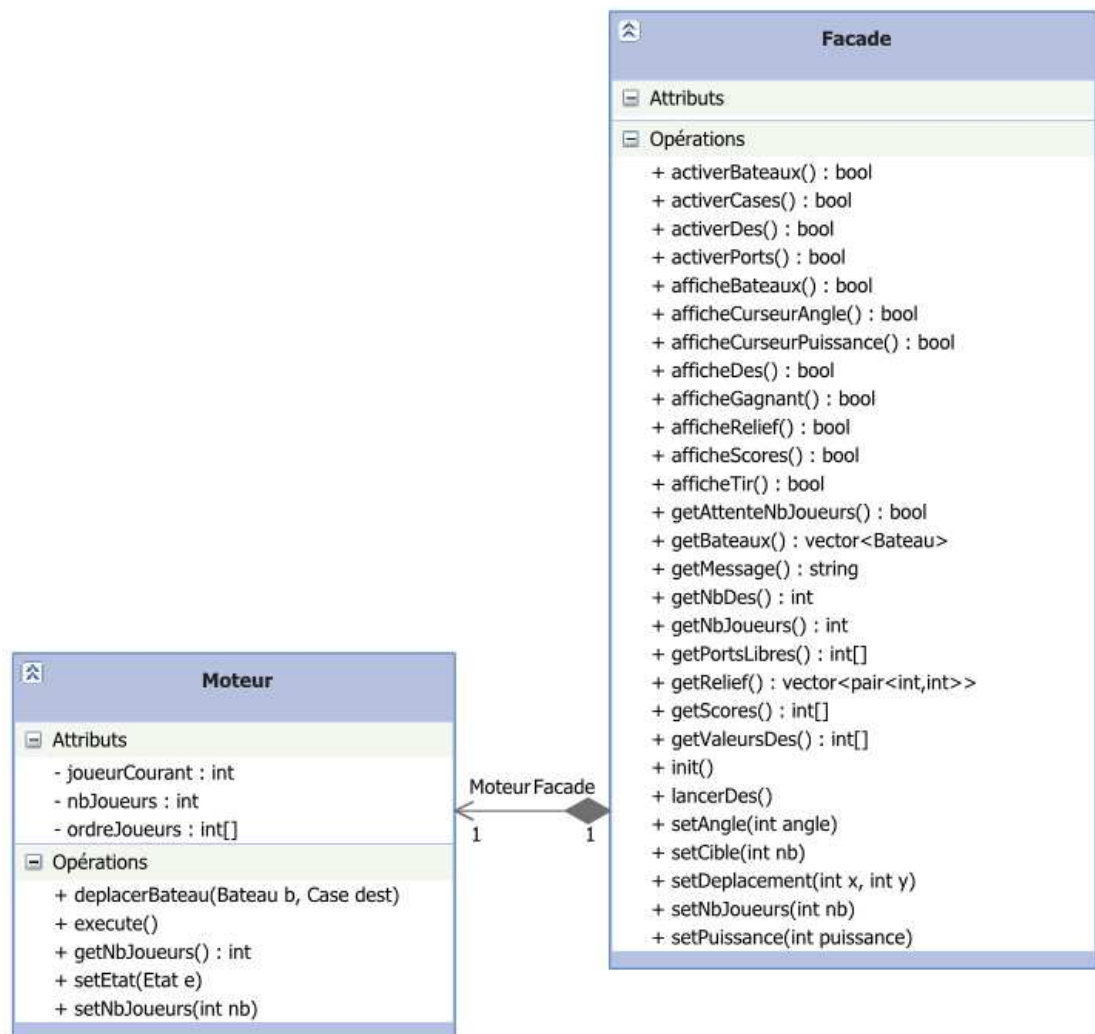 Facade
Attributs
Opérations
+ activerBateaux() : bool
+ activerCases() : bool
+ activerDes() : bool
+ activerPorts() : bool
+ afficheBateaux() : bool
+ afficheCurseurAngle() : bool
+ afficheCurseurPuissance() : bool
+ afficheDes() : bool
+ afficheGagnant() : bool
+ afficheRelief() : bool
+ afficheScores() : bool
+ afficheTir() : bool
+ getAttenteNbJoueurs() : bool
+ getBateaux() : vector<Bateau>
+ getMessage() : string
+ getNbDes() : int
+ getNbJoueurs() : int
+ getPortsLibres() : int[]
+ getRelief() : vector<pair<int,int>>
+ getScores() : int[]
+ getValeursDes() : int[]
+ init()
+ lancerDes()
+ setAngle(int angle)
+ setCible(int nb)
+ setDeplacement(int x, int y)
+ setNbJoueurs(int nb)
+ setPuissance(int puissance)
Moteur
Attributs
- joueurCourant : int
- nbJoueurs : int
- ordreJoueurs : int[]
Opérations
+ deplacerBateau(Bateau b, Case dest)
+ execute()
+ getNbJoueurs() : int
+ setEtat(Etat e)
+ setNbJoueurs(int nb)
Moteur Facade
1 1